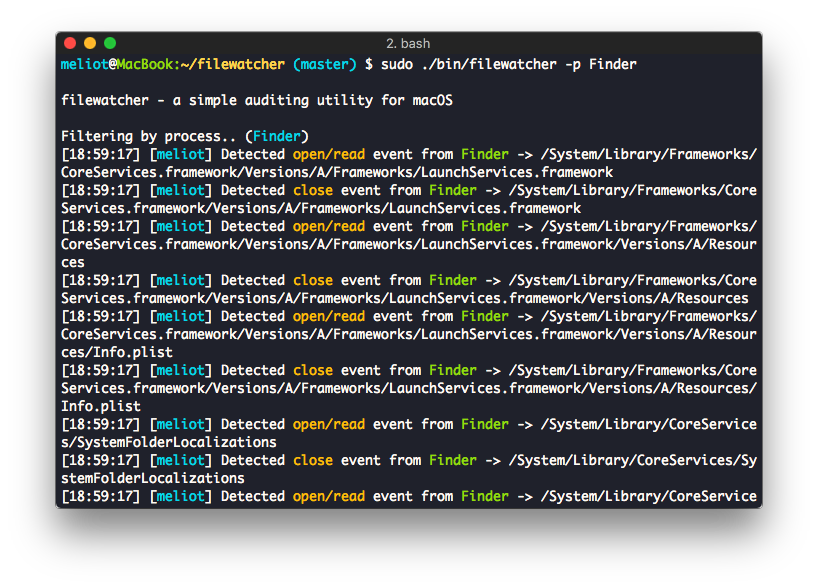 2. bash
meliot@MacBook:~/filewatcher (master) $ sudo ./bin/filewatcher -p Finder
filewatcher - a simple auditing utility for macOS
Filtering by process.. (Finder)
[18:59:17] [meliot] Detected open/read event from Finder -> /System/Library/Frameworks/
CoreServices.framework/Versions/A/Frameworks/LaunchServices.framework
[18:59:17] [meliot] Detected close event from Finder -> /System/Library/Frameworks/Core
Services.framework/Versions/A/Frameworks/LaunchServices.framework
[18:59:17] [meliot] Detected open/read event from Finder -> /System/Library/Frameworks/
CoreServices.framework/Versions/A/Frameworks/LaunchServices.framework/Versions/A/Resour
ces
[18:59:17] [meliot] Detected close event from Finder -> /System/Library/Frameworks/Core
Services.framework/Versions/A/Frameworks/LaunchServices.framework/Versions/A/Resources
[18:59:17] [meliot] Detected open/read event from Finder -> /System/Library/Frameworks/
CoreServices.framework/Versions/A/Frameworks/LaunchServices.framework/Versions/A/Resour
ces/Info.plist
[18:59:17] [meliot] Detected close event from Finder -> /System/Library/Frameworks/Core
Services.framework/Versions/A/Frameworks/LaunchServices.framework/Versions/A/Resources/
Info.plist
[18:59:17] [meliot] Detected open/read event from Finder -> /System/Library/CoreService
s/SystemFolderLocalizations
[18:59:17] [meliot] Detected close event from Finder -> /System/Library/CoreServices/Sy
stemFolderLocalizations
[18:59:17] [meliot] Detected open/read event from Finder -> /System/Library/CoreService